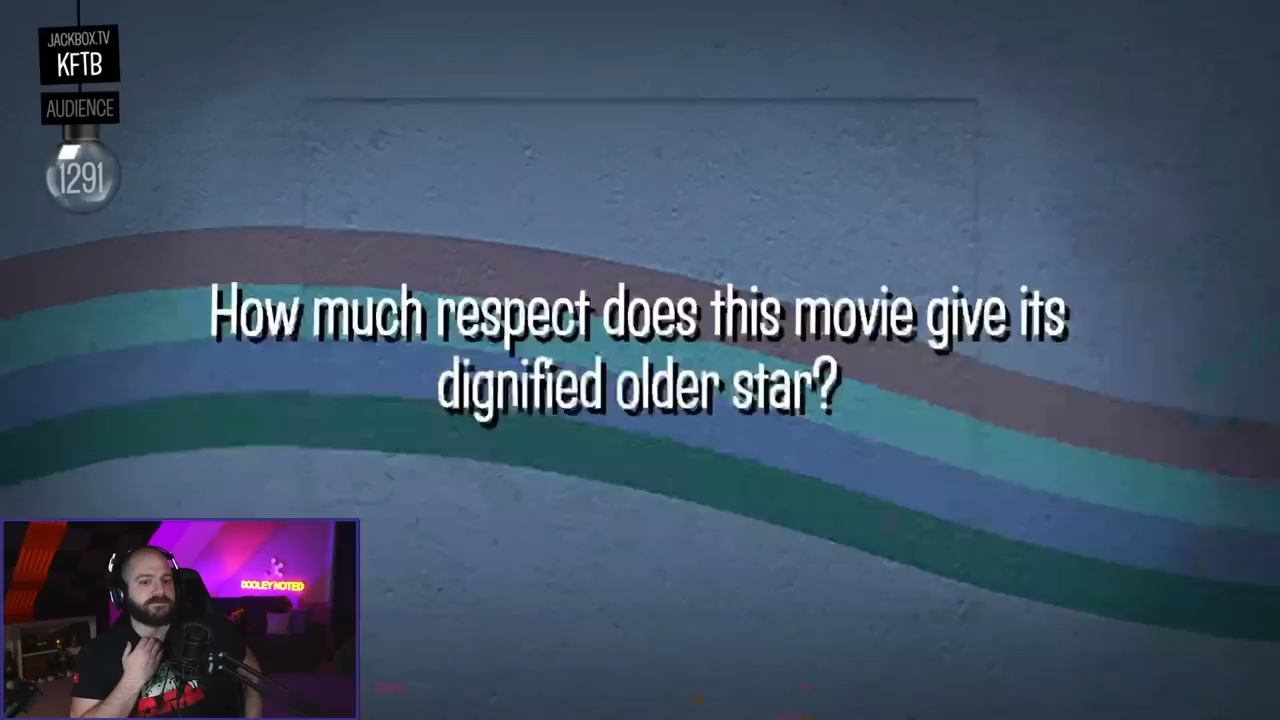 JACKBOX.TV
KFTB
AUDIENCE
1291
How much respect does this movie give its
dignified older star?
DOOLEY NOTED